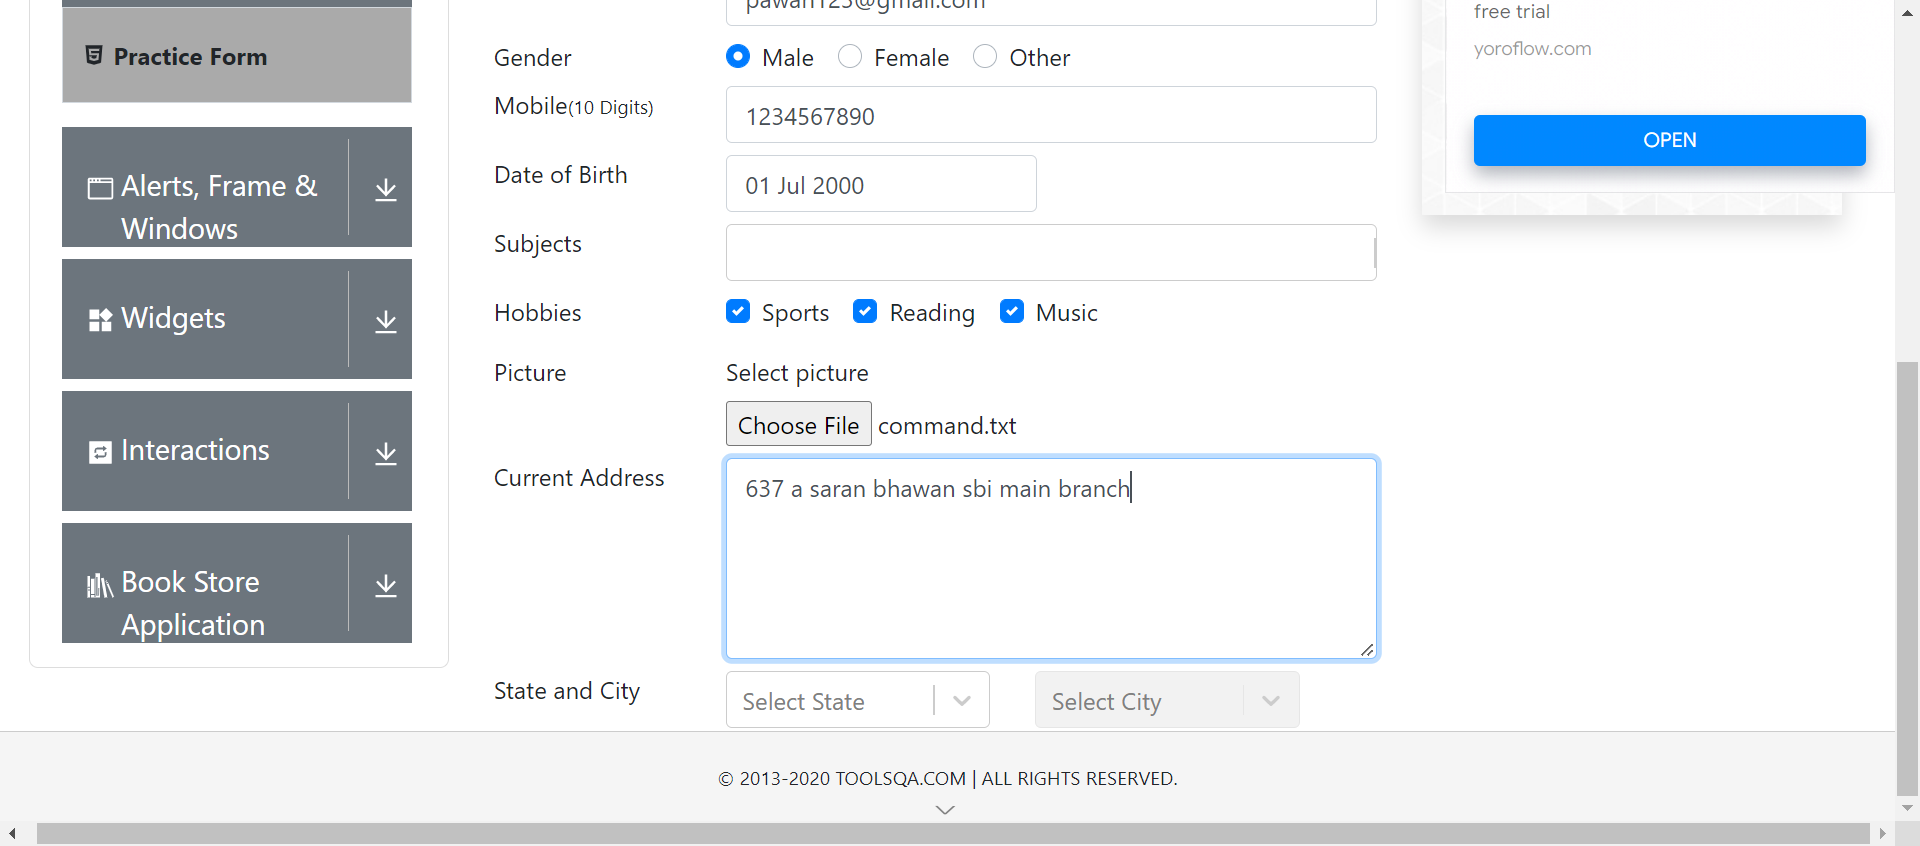 Practice Form
Alerts, Frame &
Windows
Widgets
Interactions
Book Store
Application
Gender
Male
Female
Other
Mobile(10 Digits)
1234567890
Date of Birth
01 Jul 2000
Subjects
Hobbies
Sports
Reading
Music
Picture
Select picture
Choose File command.txt
Current Address
637 a saran bhawan sbi main branch
State and City
Select State
Select City
free trial
yoroflow.com
OPEN
© 2013-2020 TOOLSQA.COM | ALL RIGHTS RESERVED.